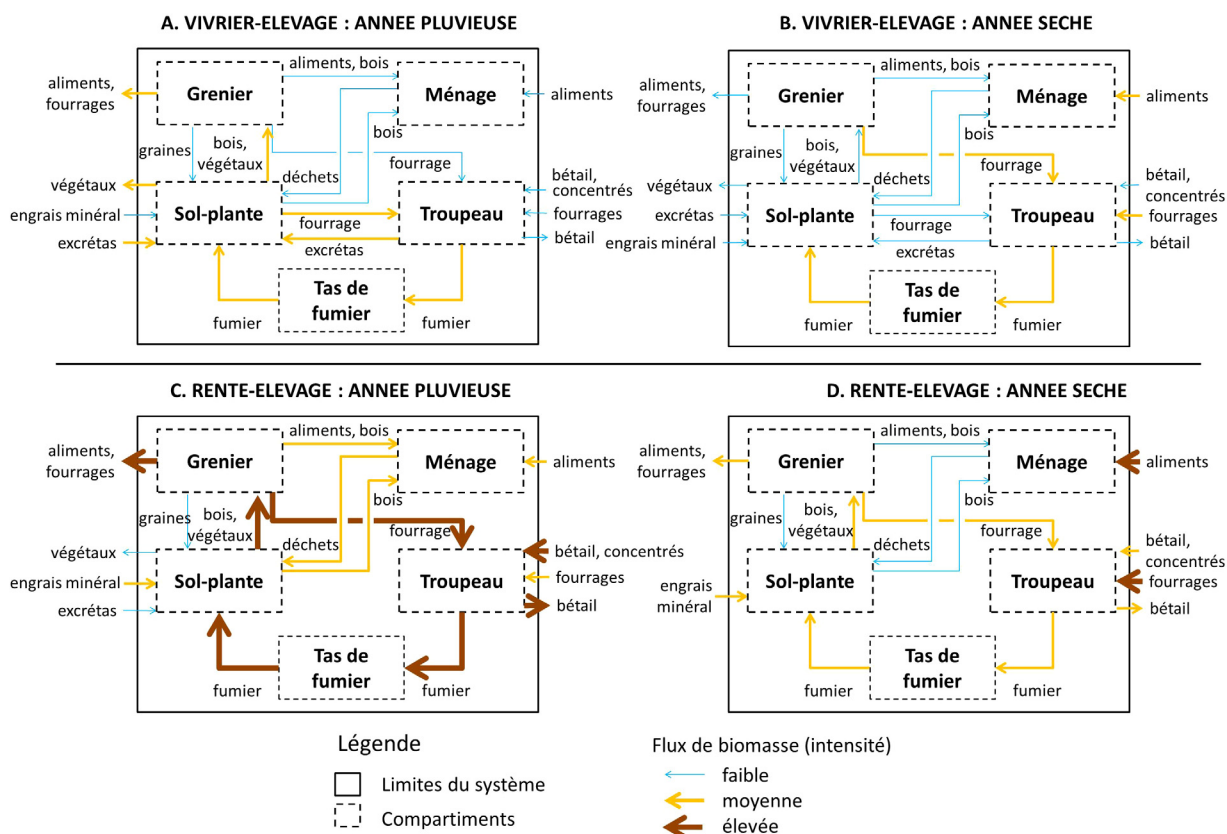 A. VIVRIER-ELEVAGE : ANNEE PLUVIEUSE
aliments, bois
aliments,
fourrages
Grenier
Ménage
aliments
bois
graines
bois,
végétaux
fourrage
déchets
bétail,
concentrés
végétaux
engrais minéral
Sol-plante
Troupeau
fourrages
fourrage
excrétas
bétail
excrétas
Tas de
fumier
fumier
fumier
B. VIVRIER-ELEVAGE : ANNEE SECHE
aliments, bois
aliments,
fourrages
Grenier
Ménage
aliments
bois
graines
bois,
végétaux
fourrage
déchets
bétail,
concentrés
végétaux
excrétas
Sol-plante
Troupeau
fourrages
fourrage
engrais minéral
bétail
excrétas
Tas de
fumier
fumier
fumier
C. RENTE-ELEVAGE : ANNEE PLUVIEUSE
aliments, bois
aliments,
fourrages
Grenier
Ménage
aliments
bois
graines
bois,
végétaux
fourrage
déchets
bétail, concentrés
végétaux
engrais minéral
Sol-plante
Troupeau
fourrages
excrétas
bétail
Tas de
fumier
fumier
fumier
D. RENTE-ELEVAGE : ANNEE SECHE
aliments, bois
aliments,
fourrages
Grenier
Ménage
aliments
bois
graines
bois,
végétaux
fourrage
déchets
bétail,
concentrés
engrais
minéral
Sol-plante
Troupeau
fourrages
bétail
Tas de
fumier
fumier
fumier
Légende
Limites du système
Compartiments
Flux de biomasse (intensité)
faible
moyenne
élevée